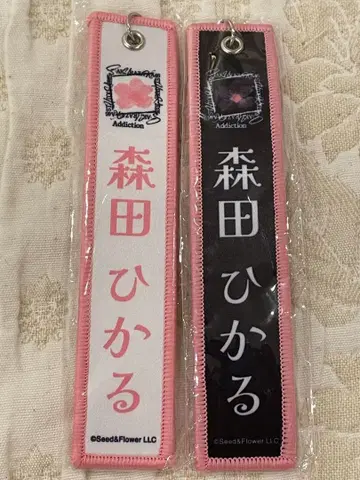 Addiction
森田ひかる
©Seed&Flower LLC
Addiction
森田ひかる
©Seed&Flower LLC